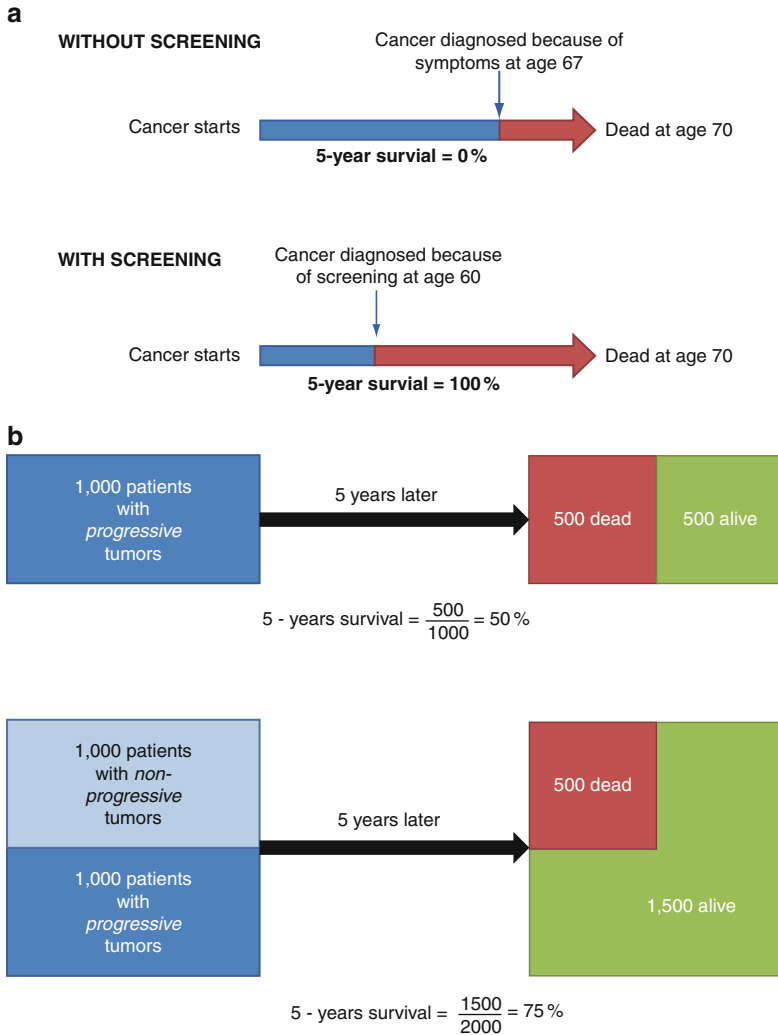 a
WITHOUT SCREENING
Cancer diagnosed because of
symptoms at age 67
Cancer starts
Dead at age 70
5-year survial = 0 %
WITH SCREENING
Cancer diagnosed because
of screening at age 60
Cancer starts
Dead at age 70
5-year survial = 100 %
b
1,000 patients
with
progressive
tumors
5 years later
500 dead
500 alive
5 - years survival = 500/1000 = 50 %
1,000 patients
with non-
progressive
tumors
1,000 patients
with
progressive
tumors
5 years later
500 dead
1,500 alive
5 - years survival = 1500/2000 = 75 %